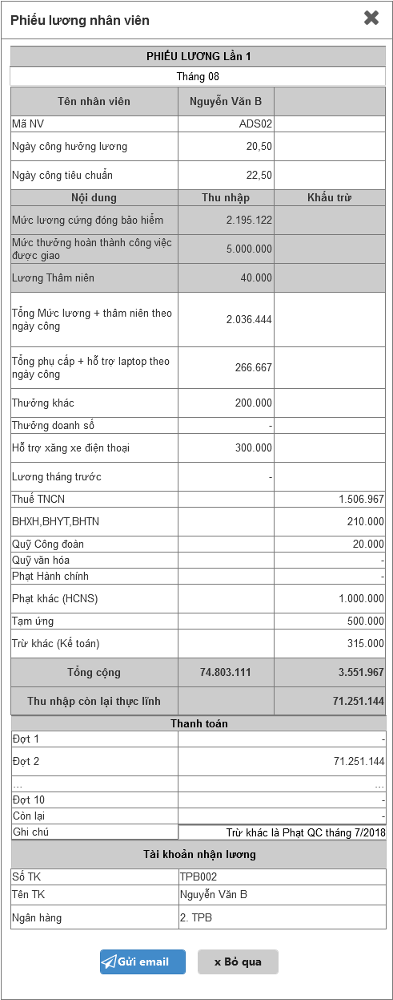 Phiếu lương nhân viên
PHIẾU LƯƠNG Lần 1
Tháng 08
Tên nhân viên Nguyễn Văn B
Mã NV ADS02
Ngày công hưởng lương 20,50
Ngày công tiêu chuẩn 22,50
Nội dung Thu nhập Khấu trừ
Mức lương cứng đóng bảo hiểm 2.195.122
Mức thưởng hoàn thành công việc
được giao 5.000.000
Lương Thâm niên 40.000
Tổng Mức lương + thâm niên theo
ngày công 2.036.444
Tổng phụ cấp + hỗ trợ laptop theo
ngày công 266.667
Thưởng khác 200.000
Thưởng doanh số -
Hỗ trợ xăng xe điện thoại 300.000
Lương tháng trước -
Thuế TNCN 1.506.967
BHXH,BHYT,BHTN 210.000
Quỹ Công đoàn 20.000
Quỹ văn hóa -
Phạt Hành chính -
Phạt khác (HCNS) 1.000.000
Tạm ứng 500.000
Trừ khác (Kế toán) 315.000
Tổng cộng 74.803.111 3.551.967
Thu nhập còn lại thực lĩnh 71.251.144
Thanh toán
Đợt 1 -
Đợt 2 71.251.144
... ...
Đợt 10 -
Còn lại -
Ghi chú Trừ khác là Phạt QC tháng 7/2018
Tài khoản nhận lương
Số TK TPB002
Tên TK Nguyễn Văn B
Ngân hàng 2. TPB
Gửi email x Bỏ qua